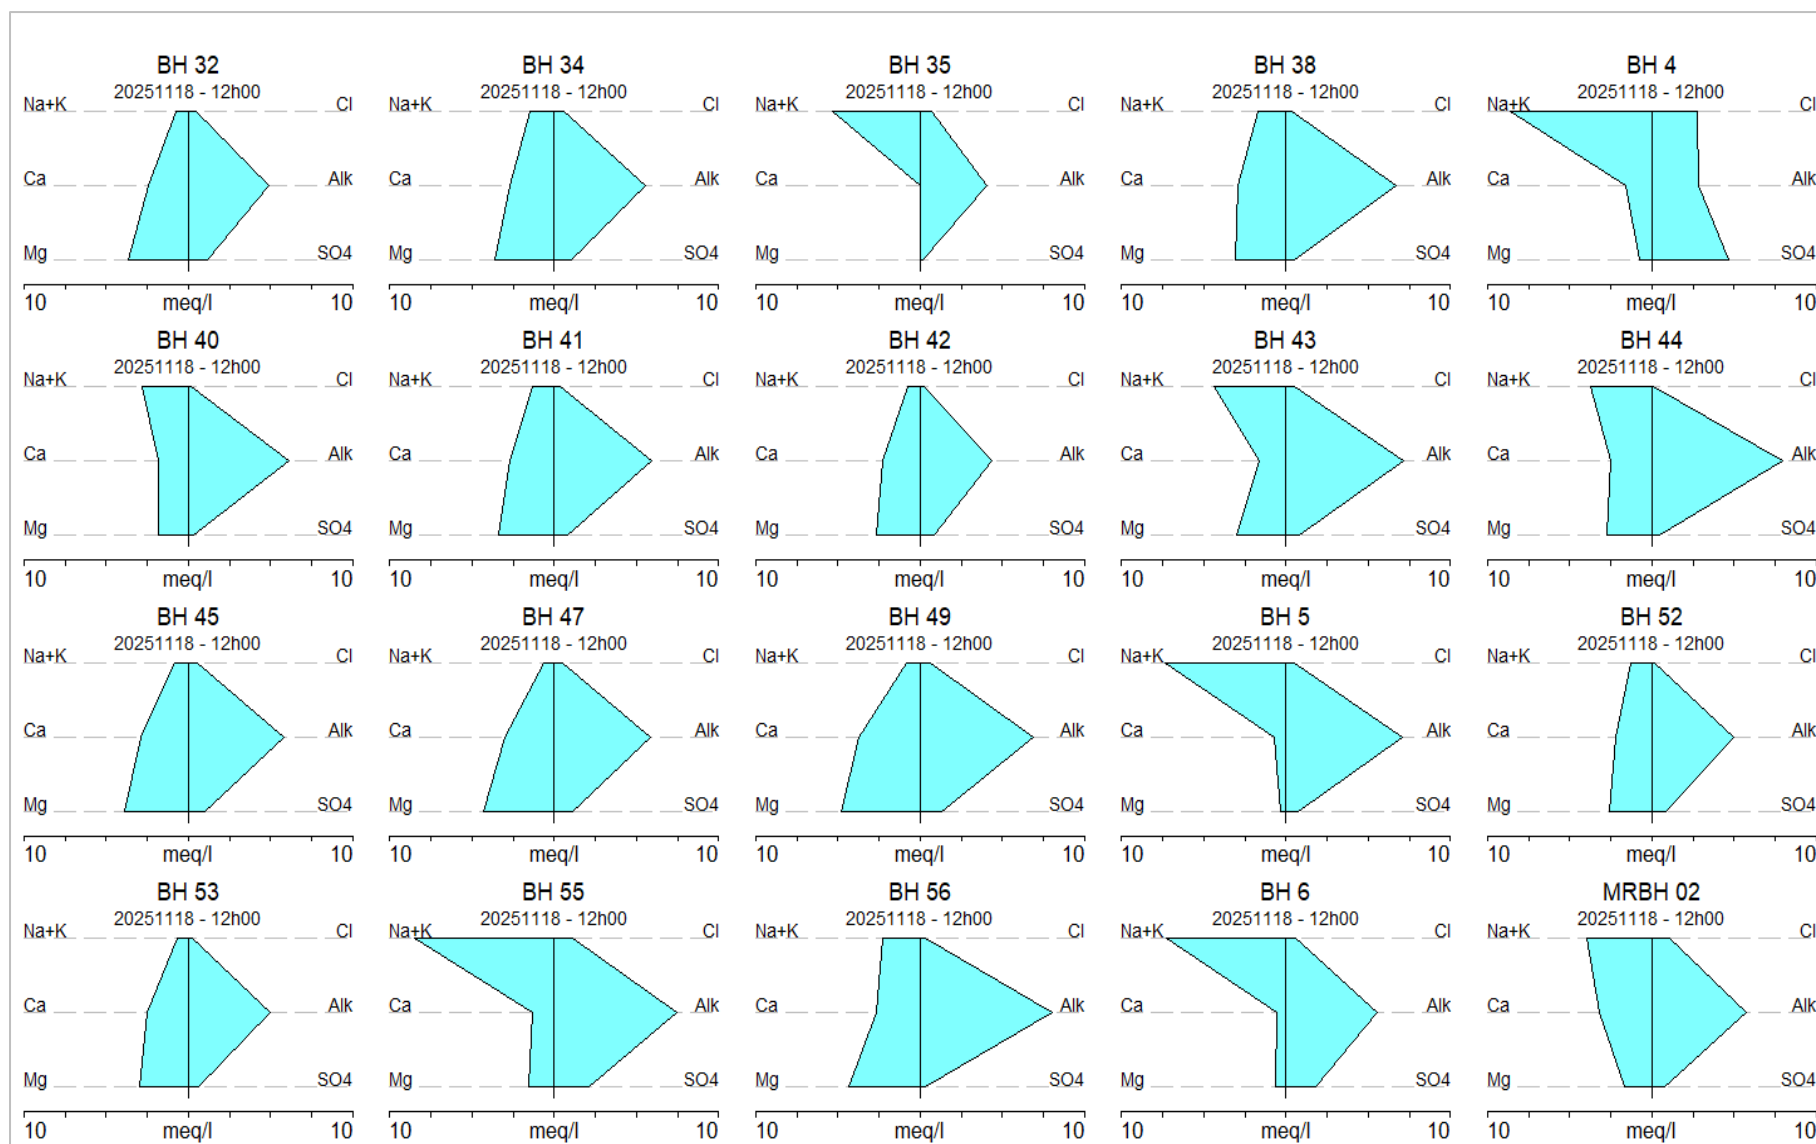 BH 32 BH 34 BH 35 BH 38 BH 4
20251118 - 12h00 20251118 - 12h00 20251118 - 12h00 20251118 - 12h00 20251118 - 12h00
Na+K Cl Na+K Cl Na+K Cl Na+K Cl Na+K Cl
Ca Alk Ca Alk Ca Alk Ca Alk Ca Alk
Mg SO4 Mg SO4 Mg SO4 Mg SO4 Mg SO4
10 meq/l 10 10 meq/l 10 10 meq/l 10 10 meq/l 10 10 meq/l 10
BH 40 BH 41 BH 42 BH 43 BH 44
20251118 - 12h00 20251118 - 12h00 20251118 - 12h00 20251118 - 12h00 20251118 - 12h00
Na+K Cl Na+K Cl Na+K Cl Na+K Cl Na+K Cl
Ca Alk Ca Alk Ca Alk Ca Alk Ca Alk
Mg SO4 Mg SO4 Mg SO4 Mg SO4 Mg SO4
10 meq/l 10 10 meq/l 10 10 meq/l 10 10 meq/l 10 10 meq/l 10
BH 45 BH 47 BH 49 BH 5 BH 52
20251118 - 12h00 20251118 - 12h00 20251118 - 12h00 20251118 - 12h00 20251118 - 12h00
Na+K Cl Na+K Cl Na+K Cl Na+K Cl Na+K Cl
Ca Alk Ca Alk Ca Alk Ca Alk Ca Alk
Mg SO4 Mg SO4 Mg SO4 Mg SO4 Mg SO4
10 meq/l 10 10 meq/l 10 10 meq/l 10 10 meq/l 10 10 meq/l 10
BH 53 BH 55 BH 56 BH 6 MRBH 02
20251118 - 12h00 20251118 - 12h00 20251118 - 12h00 20251118 - 12h00 20251118 - 12h00
Na+K Cl Na+K Cl Na+K Cl Na+K Cl Na+K Cl
Ca Alk Ca Alk Ca Alk Ca Alk Ca Alk
Mg SO4 Mg SO4 Mg SO4 Mg SO4 Mg SO4
10 meq/l 10 10 meq/l 10 10 meq/l 10 10 meq/l 10 10 meq/l 10